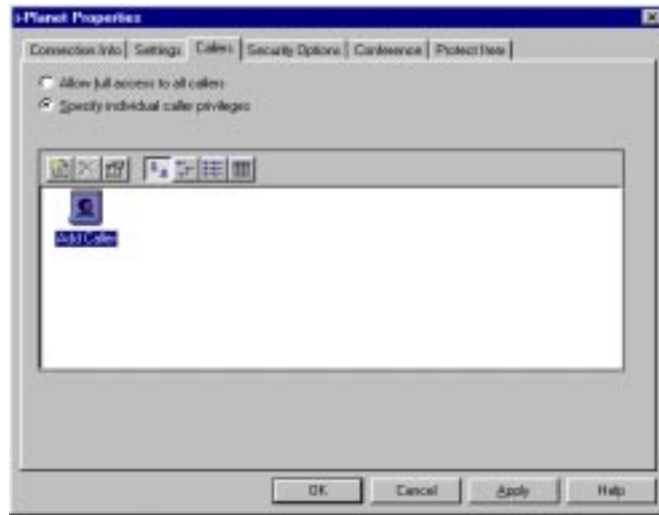 i-Planet Properties
Connection Info Settings Callers Security Options Conference Protect Item
Allow full access to all callers
Specify individual caller privileges
Add Caller
OK Cancel Apply Help